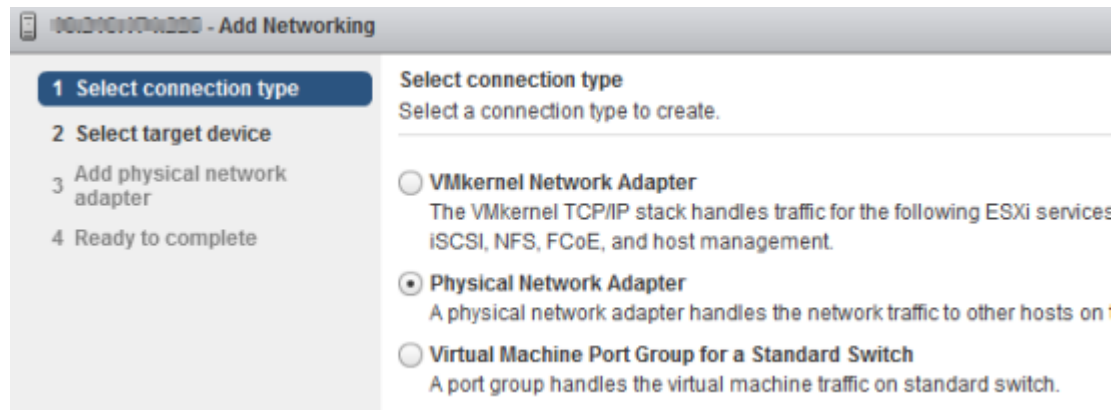 - Add Networking
1 Select connection type
2 Select target device
3 Add physical network
adapter
4 Ready to complete
Select connection type
Select a connection type to create.
VMkernel Network Adapter
The VMkernel TCP/IP stack handles traffic for the following ESXi services
iSCSI, NFS, FCoE, and host management.
Physical Network Adapter
A physical network adapter handles the network traffic to other hosts on
Virtual Machine Port Group for a Standard Switch
A port group handles the virtual machine traffic on standard switch.